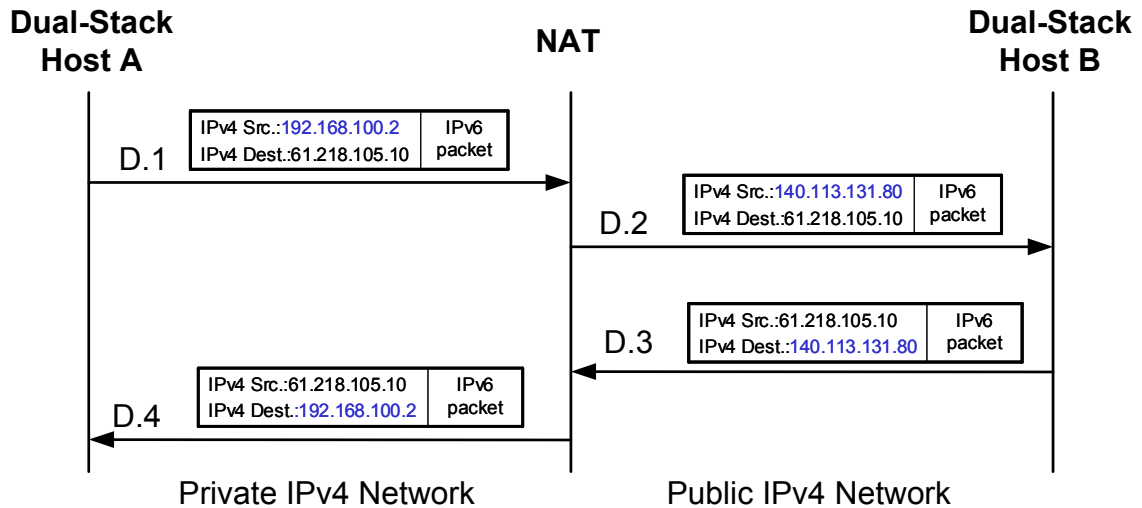 Dual-Stack
Host A
NAT
Dual-Stack
Host B
D.1
IPv4 Src.:192.168.100.2
IPv4 Dest.:61.218.105.10
IPv6
packet
D.2
IPv4 Src.:140.113.131.80
IPv4 Dest.:61.218.105.10
IPv6
packet
D.3
IPv4 Src.:61.218.105.10
IPv4 Dest.:140.113.131.80
IPv6
packet
D.4
IPv4 Src.:61.218.105.10
IPv4 Dest.:192.168.100.2
IPv6
packet
Private IPv4 Network
Public IPv4 Network